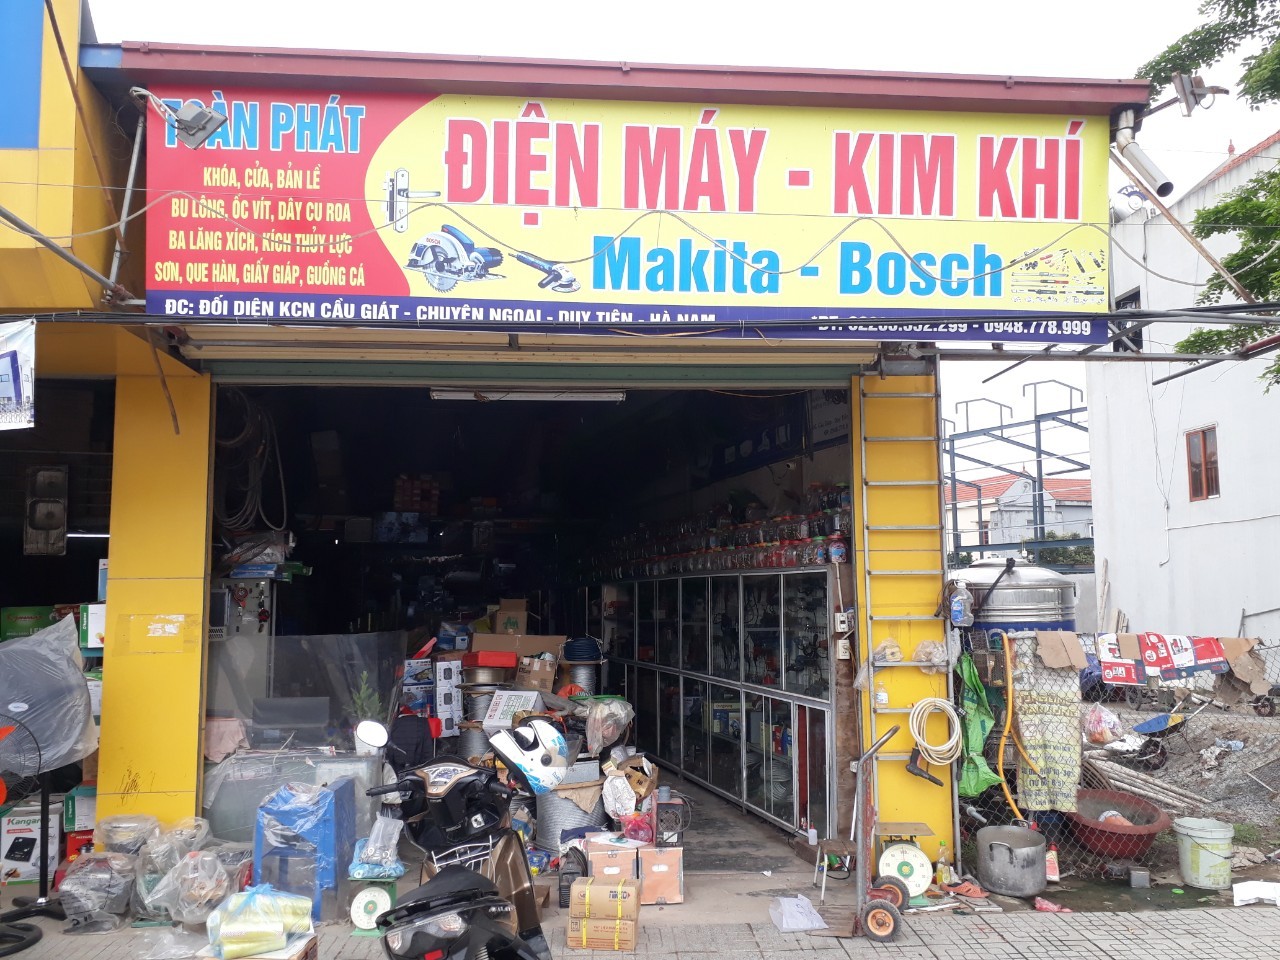 TOÀN PHÁT
KHÓA, CỬA, BẢN LỀ
BU LÔNG, ỐC VÍT, DÂY CU ROA
BA LĂNG XÍCH, KÍCH THỦY LỰC
SƠN, QUE HÀN, GIẤY GIÁP, GUỒNG CÁ
ĐIỆN MÁY - KIM KHÍ
Makita - Bosch
ĐC: ĐỐI DIỆN KCN CẦU GIÁT - CHUYÊN NGOẠI - DUY TIÊN - HÀ NAM
ĐT: - 0948.778.999
Kangar